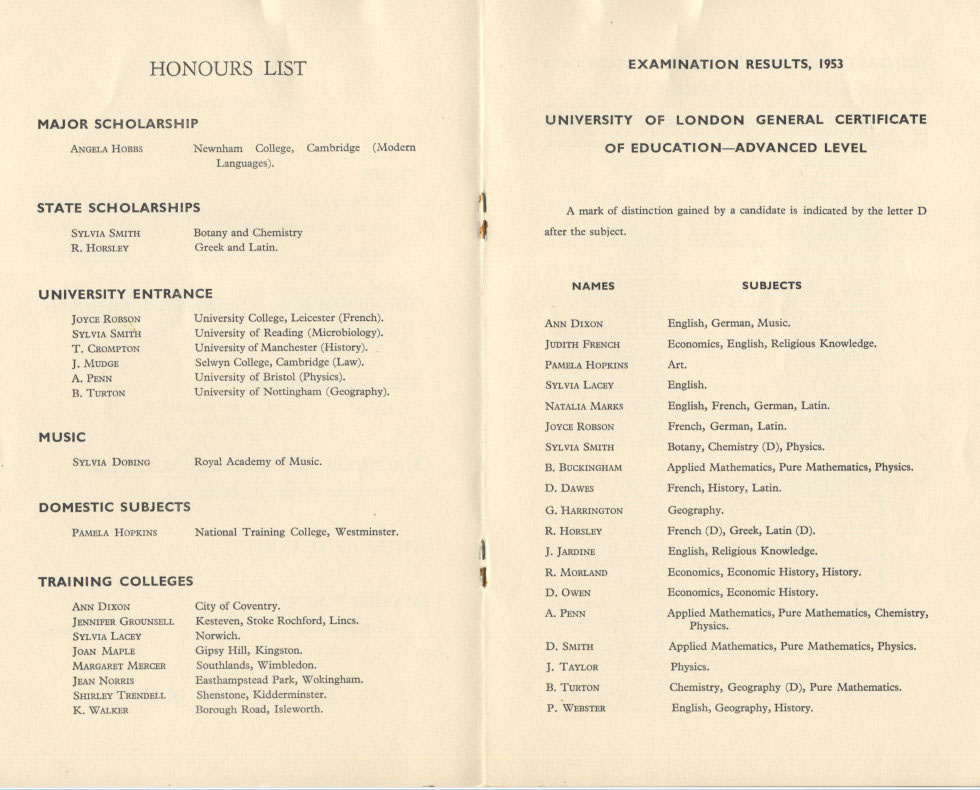 HONOURS LIST
MAJOR SCHOLARSHIP
ANGELA HOBBS Newnham College, Cambridge (Modern
Languages).
STATE SCHOLARSHIPS
SYLVIA SMITH Botany and Chemistry
R. HORSLEY Greek and Latin.
UNIVERSITY ENTRANCE
JOYCE ROBSON University College, Leicester (French).
SYLVIA SMITH University of Reading (Microbiology).
T. CROMPTON University of Manchester (History).
J. MUDGE Selwyn College, Cambridge (Law).
A. PENN University of Bristol (Physics).
B. TURTON University of Nottingham (Geography).
MUSIC
SYLVIA DOBING Royal Academy of Music.
DOMESTIC SUBJECTS
PAMELA HOPKINS National Training College, Westminster.
TRAINING COLLEGES
ANN DIXON City of Coventry.
JENNIFER GROUNSELL Kesteven, Stoke Rochford, Lincs.
SYLVIA LACEY Norwich.
JOAN MAPLE Gipsy Hill, Kingston.
MARGARET MERCER Southlands, Wimbledon.
JEAN NORRIS Easthampstead Park, Wokingham.
SHIRLEY TRENDELL Shenstone, Kidderminster.
K. WALKER Borough Road, Isleworth.
EXAMINATION RESULTS, 1953
UNIVERSITY OF LONDON GENERAL CERTIFICATE
OF EDUCATION—ADVANCED LEVEL
A mark of distinction gained by a candidate is indicated by the letter D
after the subject.
NAMES SUBJECTS
ANN DIXON English, German, Music.
JUDITH FRENCH Economics, English, Religious Knowledge.
PAMELA HOPKINS Art.
SYLVIA LACEY English.
NATALIA MARKS English, French, German, Latin.
JOYCE ROBSON French, German, Latin.
SYLVIA SMITH Botany, Chemistry (D), Physics.
B. BUCKINGHAM Applied Mathematics, Pure Mathematics, Physics.
D. DAWES French, History, Latin.
G. HARRINGTON Geography.
R. HORSLEY French (D), Greek, Latin (D).
J. JARDINE English, Religious Knowledge.
R. MORLAND Economics, Economic History, History.
D. OWEN Economics, Economic History.
A. PENN Applied Mathematics, Pure Mathematics, Chemistry,
Physics.
D. SMITH Applied Mathematics, Pure Mathematics, Physics.
J. TAYLOR Physics.
B. TURTON Chemistry, Geography (D), Pure Mathematics.
P. WEBSTER English, Geography, History.